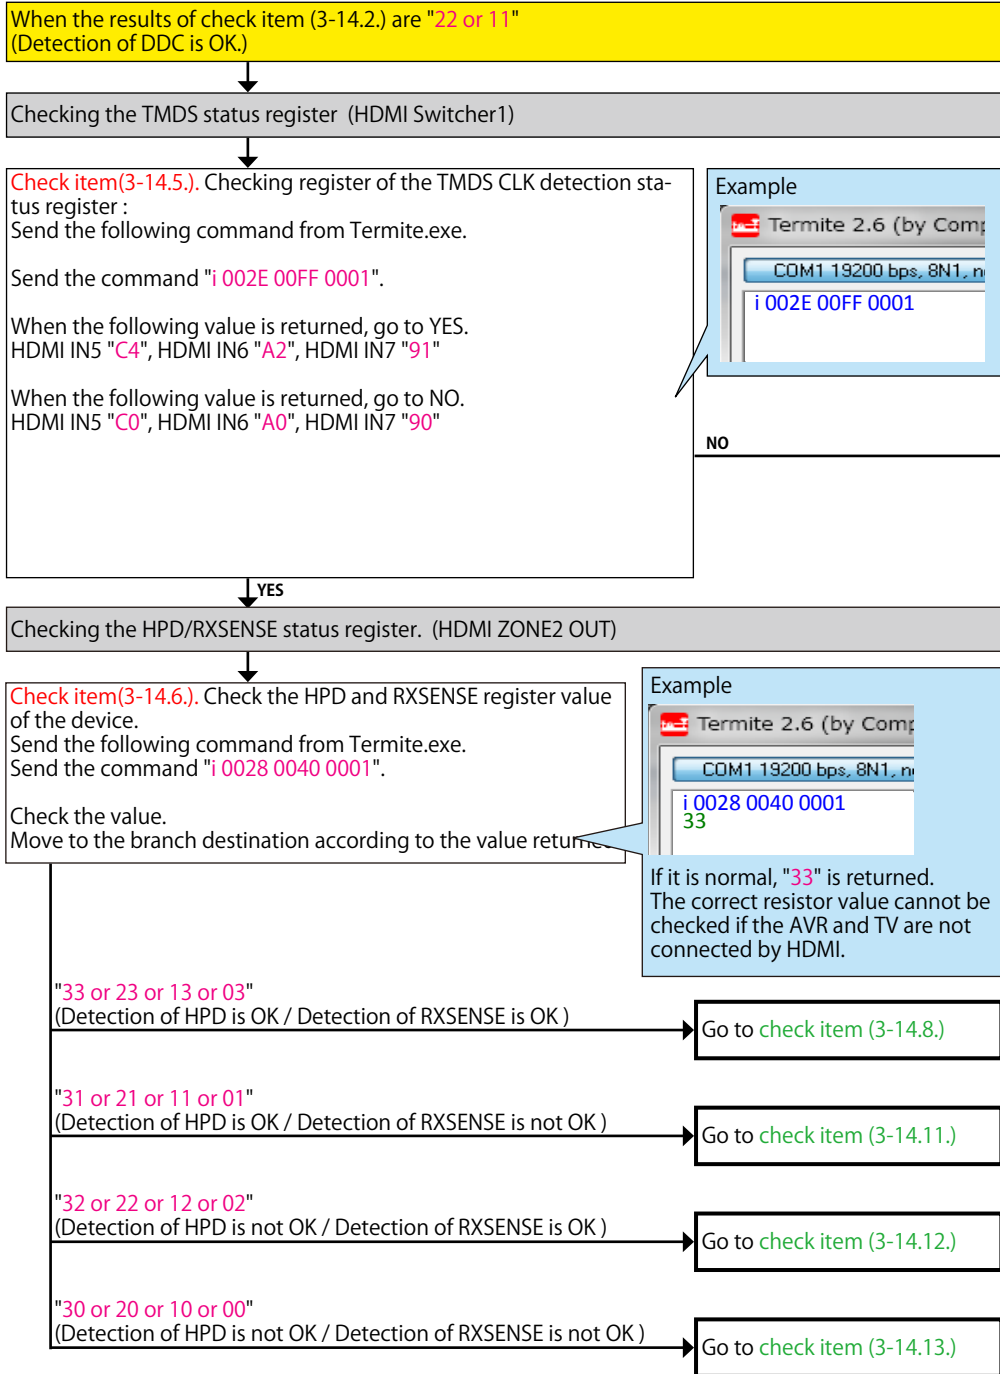 When the results of check item (3-14.2.) are "22 or 11"
(Detection of DDC is OK.)
Checking the TMDS status register (HDMI Switcher1)
Check item(3-14.5.). Checking register of the TMDS CLK detection sta-
tus register :
Send the following command from Termite.exe.
Send the command "i 002E 00FF 0001".
When the following value is returned, go to YES.
HDMI IN5 "C4", HDMI IN6 "A2", HDMI IN7 "91"
When the following value is returned, go to NO.
HDMI IN5 "C0", HDMI IN6 "A0", HDMI IN7 "90"
Example
Termite 2.6 (by Comp
COM1 19200 bps, 8N1, n
i 002E 00FF 0001
NO
YES
Checking the HPD/RXSENSE status register. (HDMI ZONE2 OUT)
Check item(3-14.6.). Check the HPD and RXSENSE register value
of the device.
Send the following command from Termite.exe.
Send the command "i 0028 0040 0001".
Check the value.
Move to the branch destination according to the value returned
Example
Termite 2.6 (by Comp
COM1 19200 bps, 8N1, n
i 0028 0040 0001
33
If it is normal, "33" is returned.
The correct resistor value cannot be
checked if the AVR and TV are not
connected by HDMI.
"33 or 23 or 13 or 03"
(Detection of HPD is OK / Detection of RXSENSE is OK )
Go to check item (3-14.8.)
"31 or 21 or 11 or 01"
(Detection of HPD is OK / Detection of RXSENSE is not OK )
Go to check item (3-14.11.)
"32 or 22 or 12 or 02"
(Detection of HPD is not OK / Detection of RXSENSE is OK )
Go to check item (3-14.12.)
"30 or 20 or 10 or 00"
(Detection of HPD is not OK / Detection of RXSENSE is not OK )
Go to check item (3-14.13.)